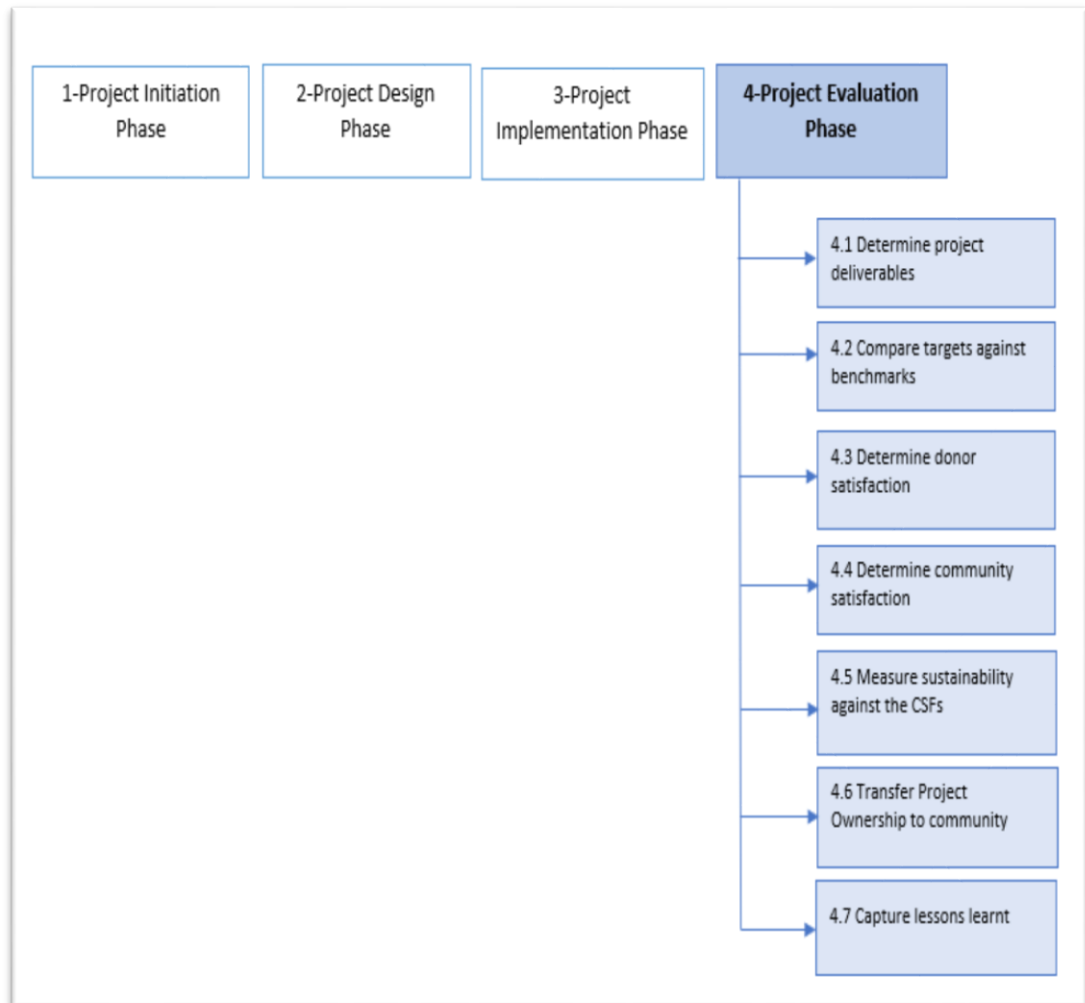 1-Project Initiation
Phase
2-Project Design
Phase
3-Project
Implementation Phase
4-Project Evaluation
Phase
4.1 Determine project
deliverables
4.2 Compare targets against
benchmarks
4.3 Determine donor
satisfaction
4.4 Determine community
satisfaction
4.5 Measure sustainability
against the CSFs
4.6 Transfer Project
Ownership to community
4.7 Capture lessons learnt